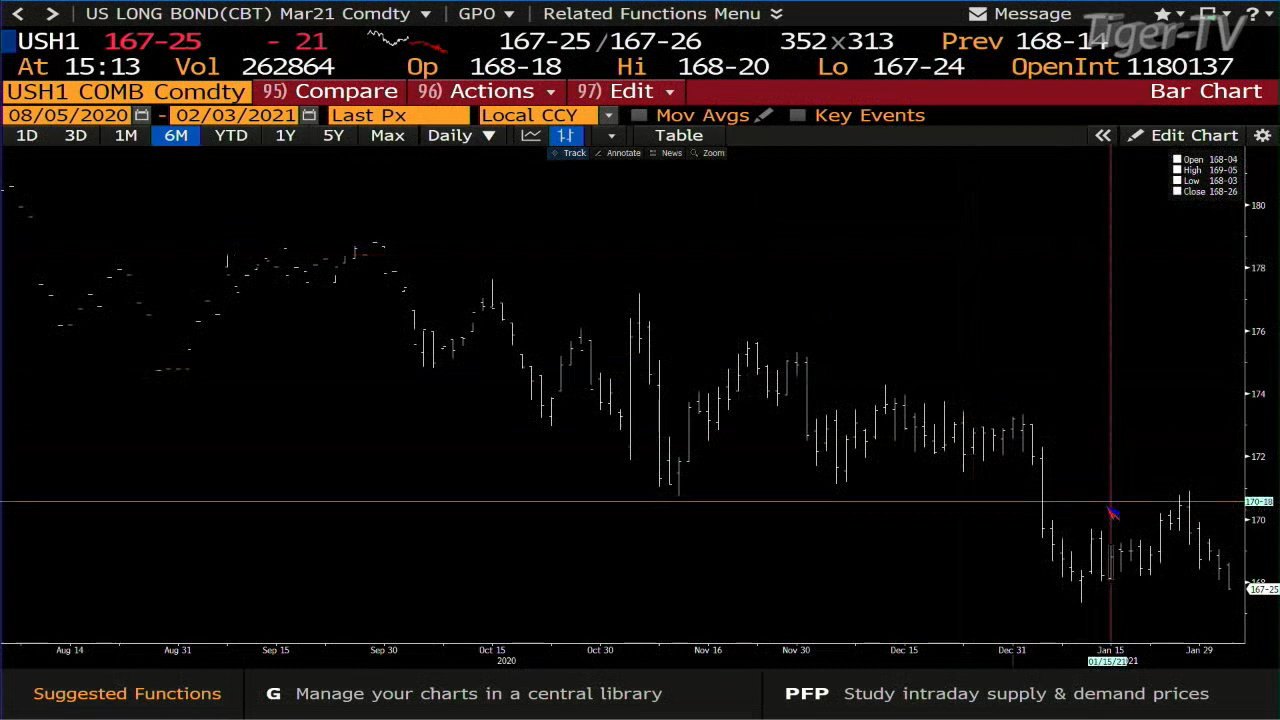 US LONG BOND(CBT) Mar21 Comdty GPO Related Functions Menu Message ?
USH1 167-25 - 21 167-25/167-26 352x313 Prev 168-14
Tiger-TV
At 15:13 Vol 262864 Op 168-18 Hi 168-20 Lo 167-24 OpenInt 1180137
USH1 COMB Comdty 95) Compare 96) Actions 97) Edit Bar Chart
08/05/2020 - 02/03/2021 Last Px Local CCY Mov Avgs Key Events
1D 3D 1M 6M YTD 1Y 5Y Max Daily Table « Edit Chart
Track Annotate News Zoom
Open 168-04
High 169-05
Low 168-03
Close 168-26
180
178
176
174
172
170-18
170
168
167-25
Aug 14 Aug 31 Sep 15 Sep 30 Oct 15 Oct 30 Nov 16 Nov 30 Dec 15 Dec 31 Jan 15 Jan 29
2020 01/15/21 21
Suggested Functions G Manage your charts in a central library PFP Study intraday supply & demand prices